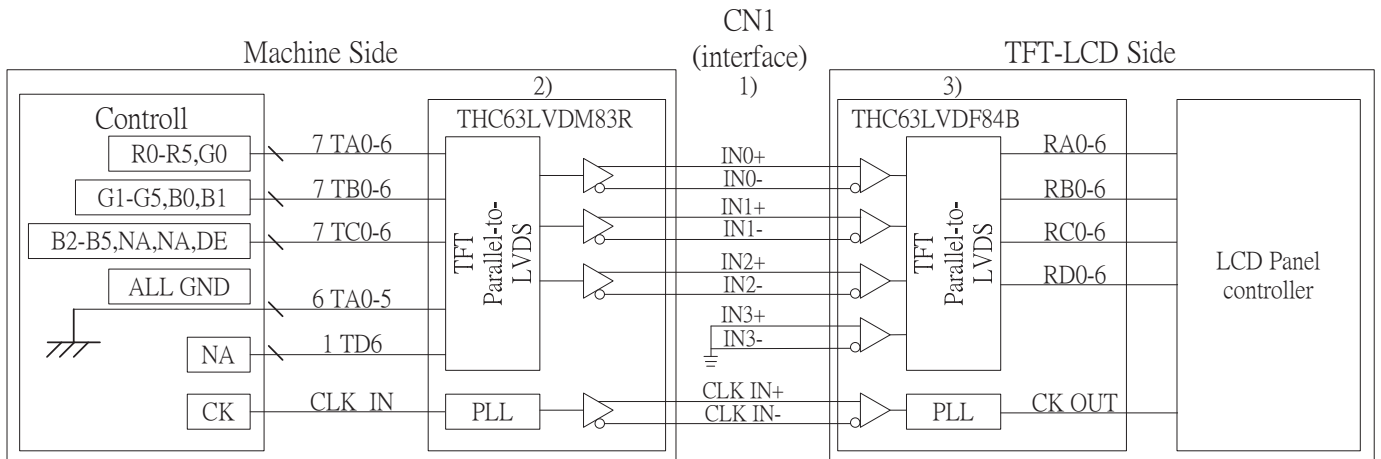 CN1
(interface)
1)
Machine Side
TFT-LCD Side
2)
3)
Controll
THC63LVDM83R
THC63LVDF84B
R0-R5,G0
7 TA0-6
IN0+
IN0-
RA0-6
G1-G5,B0,B1
7 TB0-6
IN1+
IN1-
RB0-6
B2-B5,NA,NA,DE
7 TC0-6
IN2+
IN2-
RC0-6
ALL GND
6 TA0-5
IN3+
IN3-
RD0-6
NA
1 TD6
TFT
Parallel-to-
LVDS
TFT
Parallel-to-
LVDS
LCD Panel
controller
CK
CLK IN
PLL
CLK IN+
CLK IN-
PLL
CK OUT